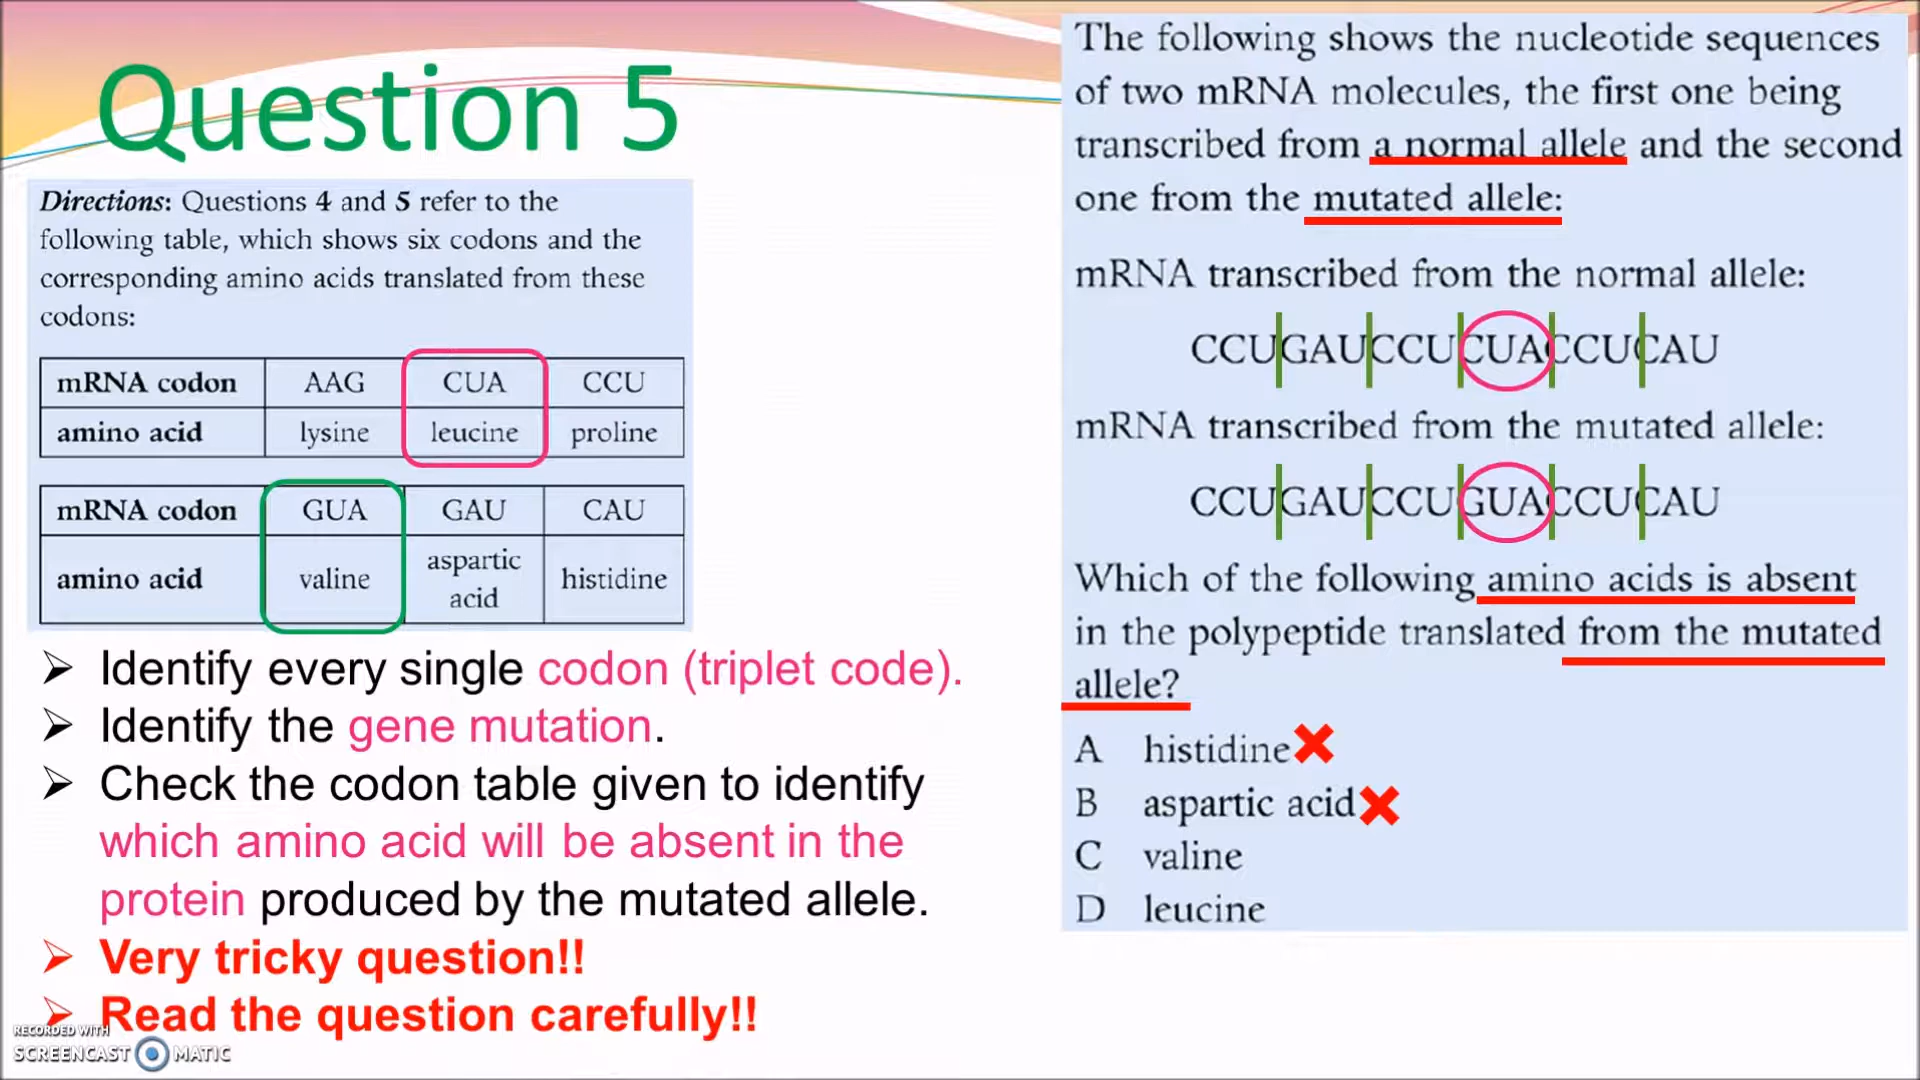 Question 5
Directions: Questions 4 and 5 refer to the
following table, which shows six codons and the
corresponding amino acids translated from these
codons:
mRNA codon AAG CUA CCU
amino acid lysine leucine proline
mRNA codon GUA GAU CAU
amino acid valine aspartic acid histidine
➢ Identify every single codon (triplet code).
➢ Identify the gene mutation.
➢ Check the codon table given to identify
which amino acid will be absent in the
protein produced by the mutated allele.
➢ Very tricky question!!
➢ Read the question carefully!!
RECORDED WITH
SCREENCAST MATIC
The following shows the nucleotide sequences
of two mRNA molecules, the first one being
transcribed from a normal allele and the second
one from the mutated allele:
mRNA transcribed from the normal allele:
CCUGAUCCUCUACCUCAU
mRNA transcribed from the mutated allele:
CCUGAUCCUGUACCUCAU
Which of the following amino acids is absent
in the polypeptide translated from the mutated
allele?
A histidine
B aspartic acid
C valine
D leucine